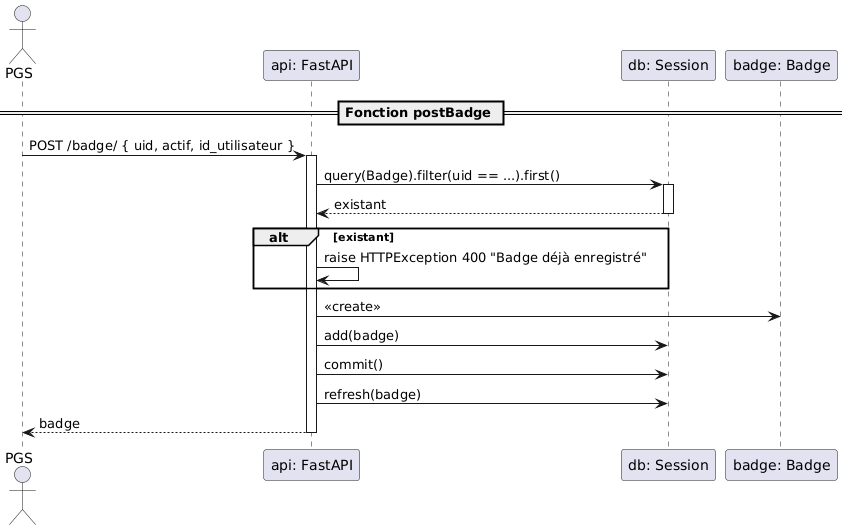 PGS
api: FastAPI
db: Session
badge: Badge
Fonction postBadge
POST /badge/ { uid, actif, id_utilisateur }
query(Badge).filter(uid == ...).first()
existant
alt
[existant]
raise HTTPException 400 "Badge déjà enregistré"
«create»
add(badge)
commit()
refresh(badge)
badge
PGS
api: FastAPI
db: Session
badge: Badge